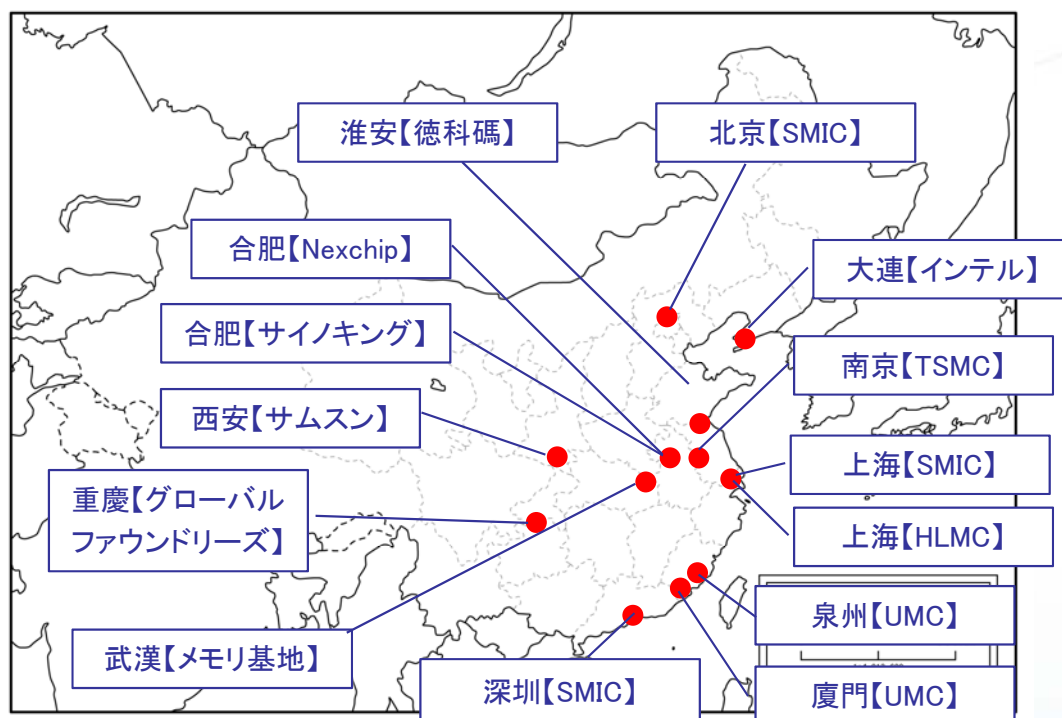 淮安【徳科碼】
北京【SMIC】
合肥【Nexchip】
大連【インテル】
合肥【サイノキング】
南京【TSMC】
西安【サムスン】
上海【SMIC】
重慶【グローバル
ファウンドリーズ】
上海【HLMC】
泉州【UMC】
武漢【メモリ基地】
深圳【SMIC】
廈門【UMC】